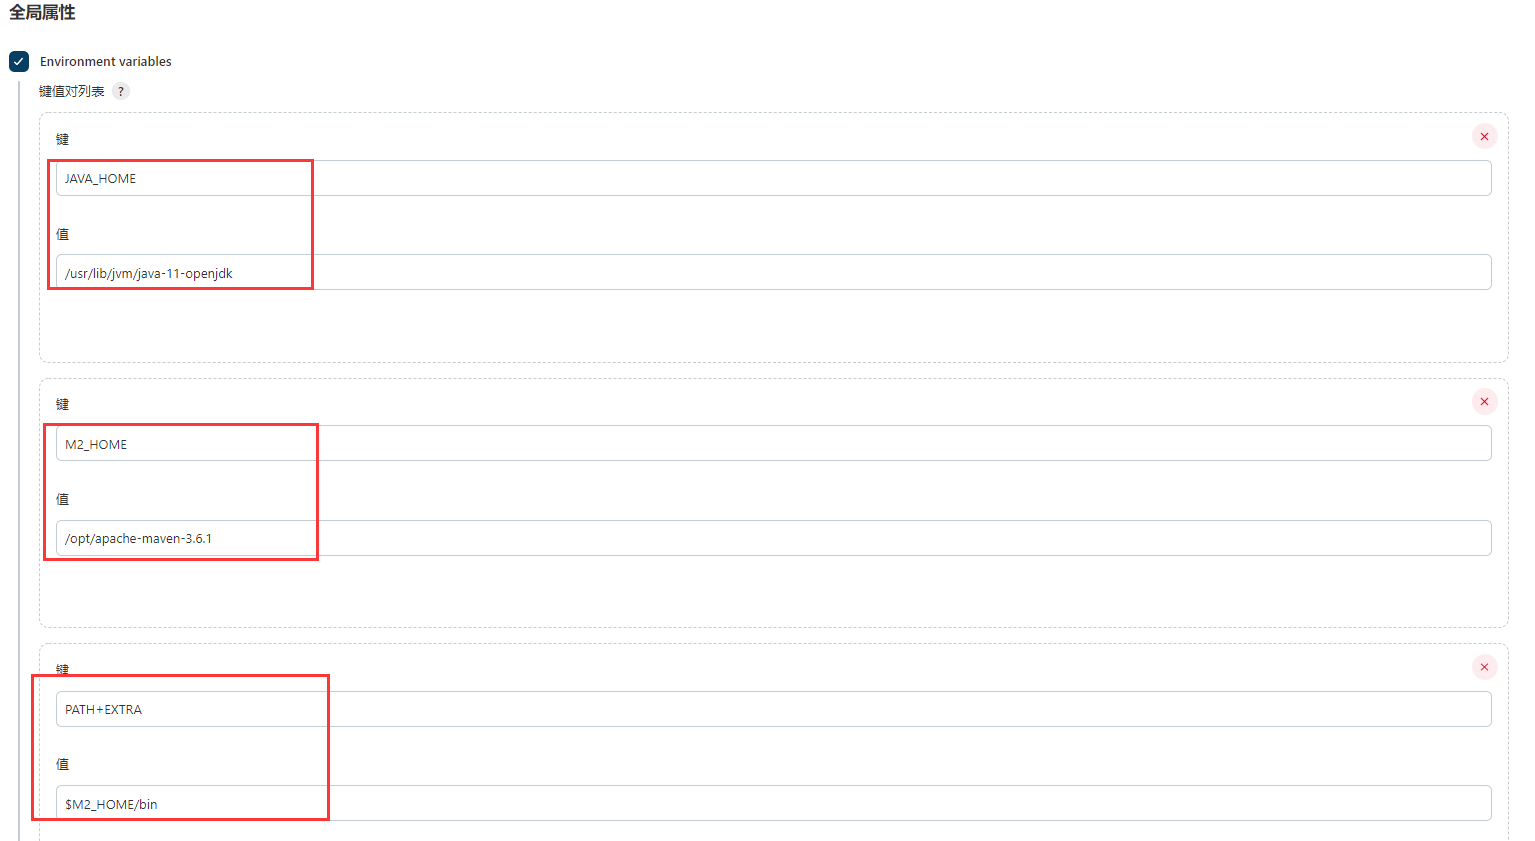 全局属性
Environment variables
键值对列表 ?
键
JAVA_HOME
值
/usr/lib/jvm/java-11-openjdk
键
M2_HOME
值
/opt/apache-maven-3.6.1
键
PATH+EXTRA
值
$M2_HOME/bin